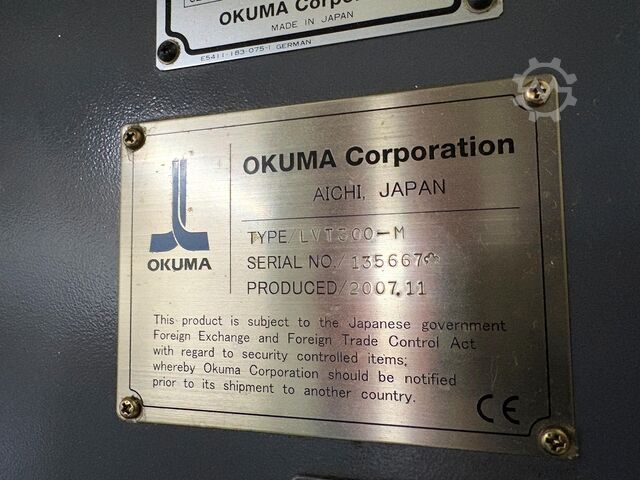 OKUMA Corpor
MADE IN JAPAN
E5411-183-075-1 GERMAN
OKUMA Corporation
AICHI, JAPAN
OKUMA
TYPE/LVT300-M
SERIAL NO./135667
PRODUCED/2007.11
This product is subject to the Japanese government
Foreign Exchange and Foreign Trade Control Act
with regard to security controlled items;
whereby Okuma Corporation should be notified
prior to its shipment to another country.
CE